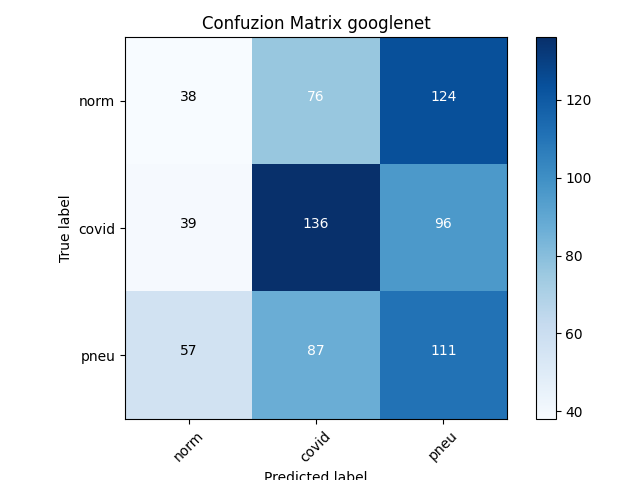 Confuzion Matrix googlenet
norm 38 76 124
covid 39 136 96
pneu 57 87 111
True label
norm covid pneu
Predicted label
120
100
80
60
40